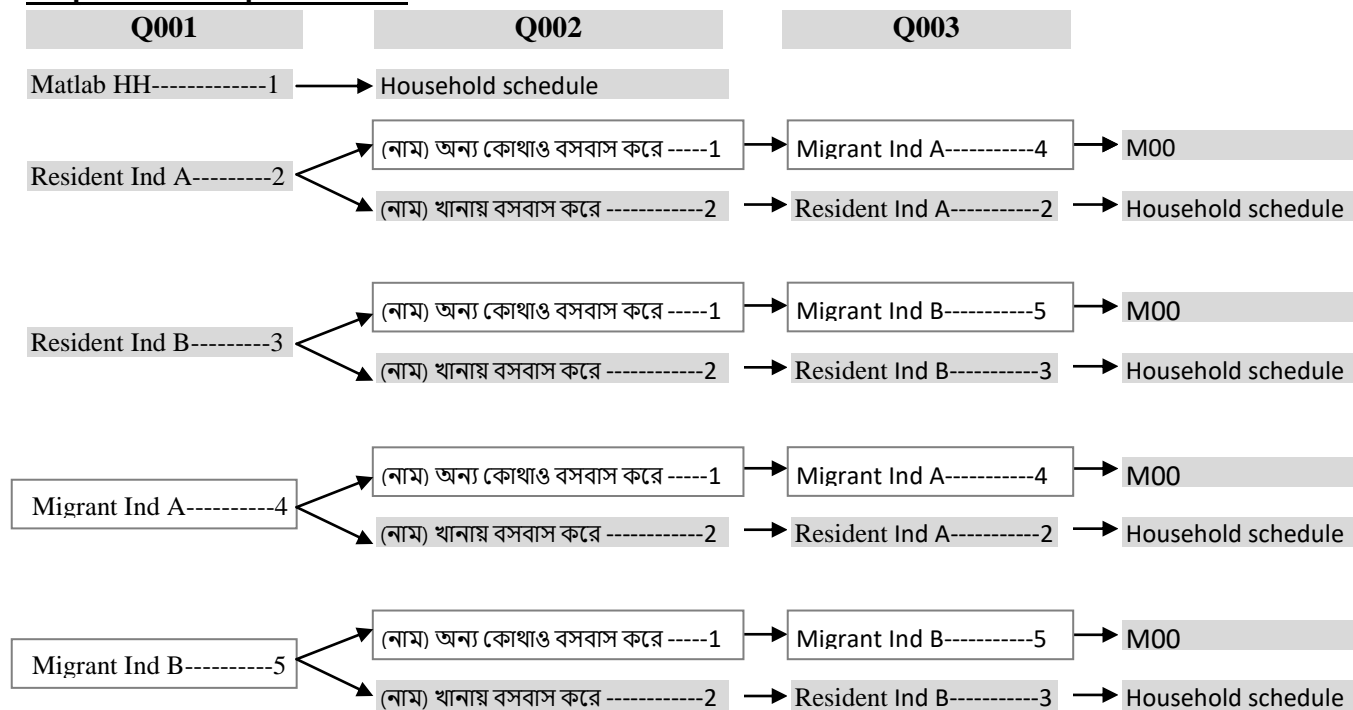 Q001 Q002 Q003
Matlab HH-------------1 Household schedule
(নাম) অন্য কোথাও বসবাস করে -----1 Migrant Ind A-----------4 M00
Resident Ind A---------2
(নাম) খানায় বসবাস করে ------------2 Resident Ind A-----------2 Household schedule
(নাম) অন্য কোথাও বসবাস করে -----1 Migrant Ind B-----------5 M00
Resident Ind B---------3
(নাম) খানায় বসবাস করে ------------2 Resident Ind B-----------3 Household schedule
(নাম) অন্য কোথাও বসবাস করে -----1 Migrant Ind A-----------4 M00
Migrant Ind A----------4
(নাম) খানায় বসবাস করে ------------2 Resident Ind A-----------2 Household schedule
(নাম) অন্য কোথাও বসবাস করে -----1 Migrant Ind B-----------5 M00
Migrant Ind B----------5
(নাম) খানায় বসবাস করে ------------2 Resident Ind B-----------3 Household schedule